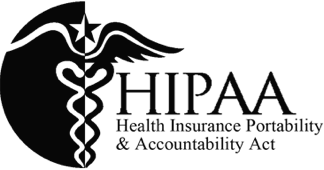 HIPAA
Health Insurance Portability
& Accountability Act